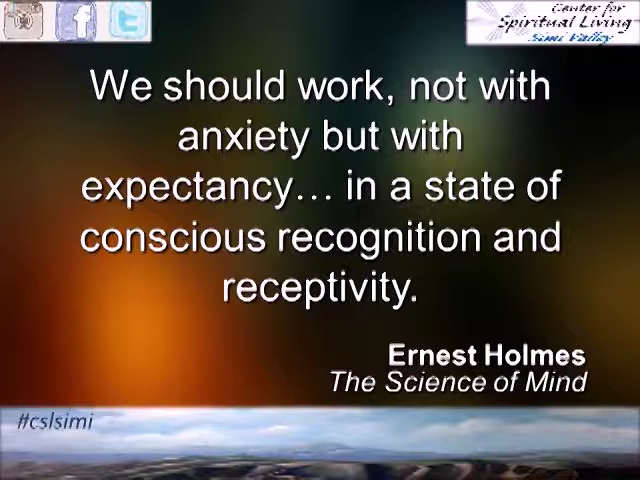 Center for
Spiritual Living
Simi Valley
We should work, not with
anxiety but with
expectancy… in a state of
conscious recognition and
receptivity.
Ernest Holmes
The Science of Mind
#cslsimi